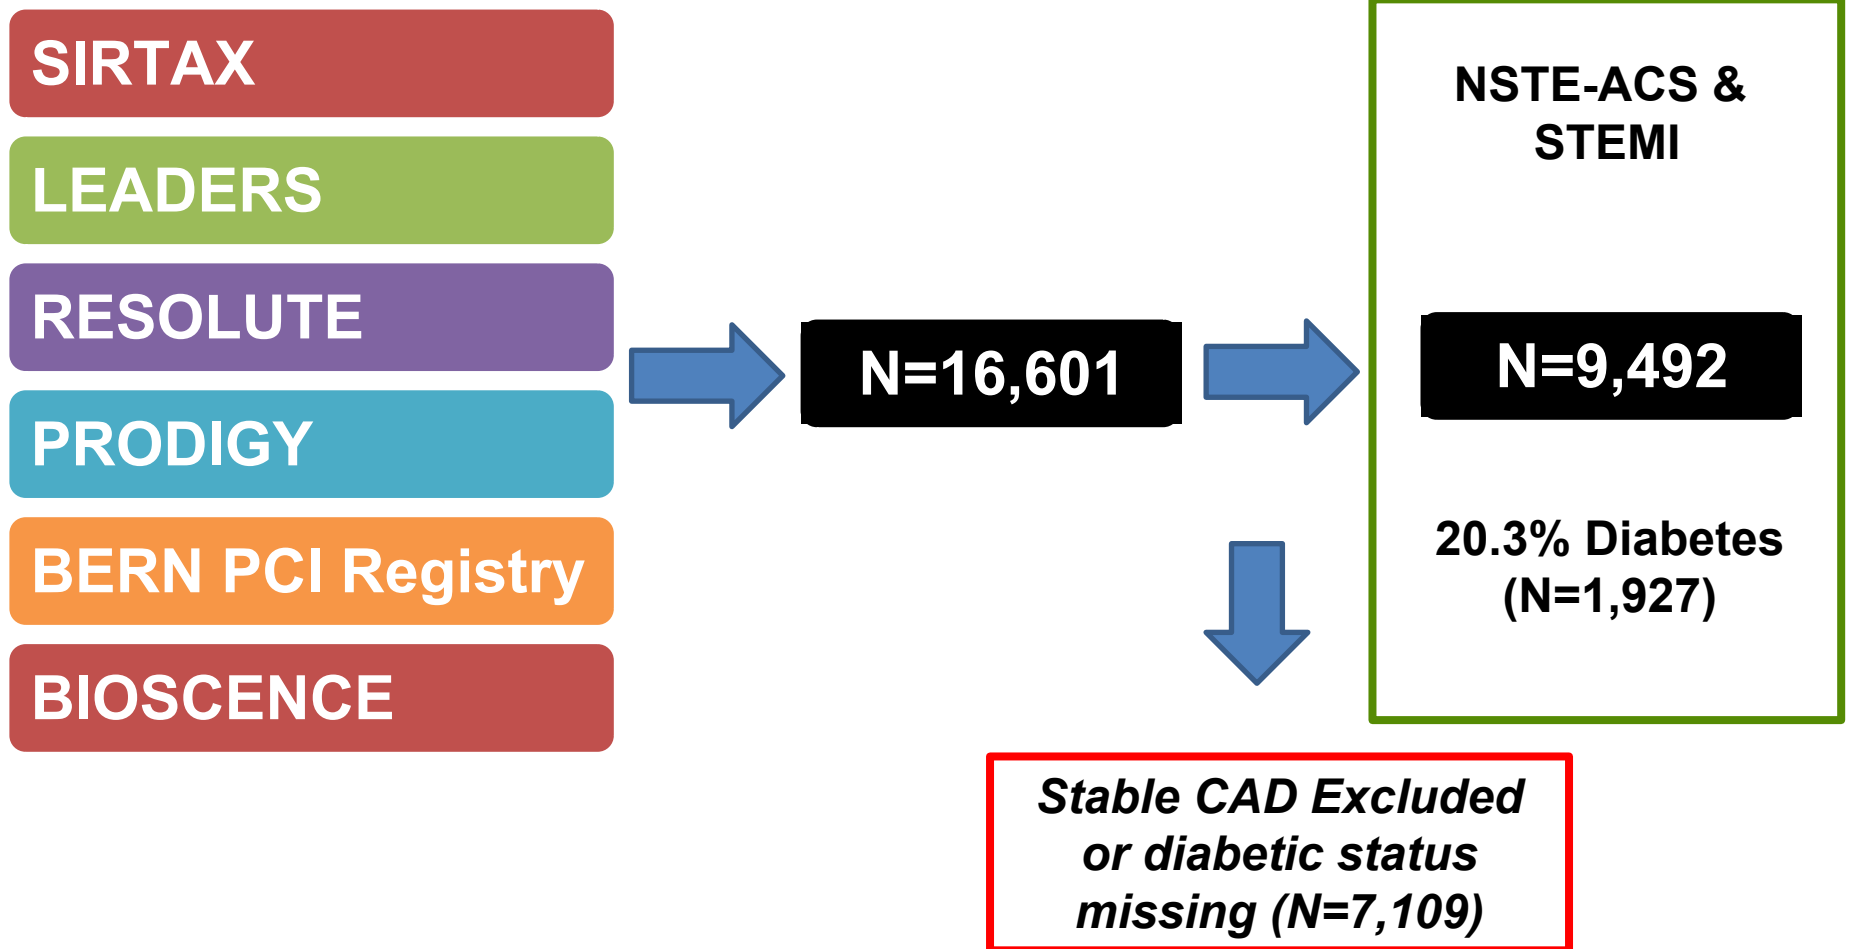 SIRTAX
LEADERS
RESOLUTE
PRODIGY
BERN PCI Registry
BIOSCENCE
N=16,601
NSTE-ACS &
STEMI
N=9,492
20.3% Diabetes
(N=1,927)
Stable CAD Excluded
or diabetic status
missing (N=7,109)